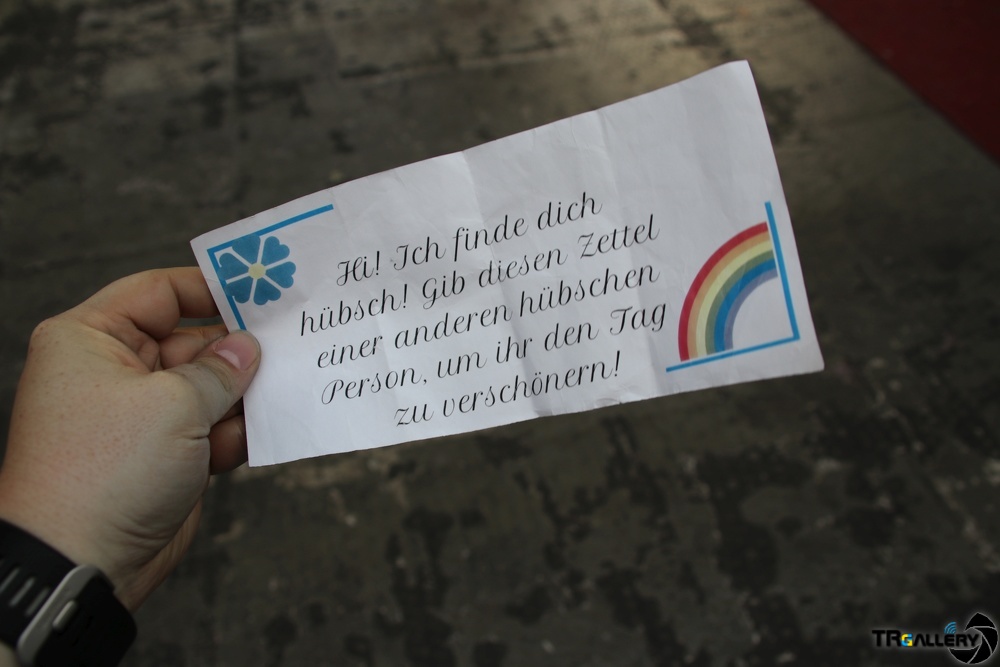 Hi! Ich finde dich
hübsch! Gib diesen Zettel
einer anderen hübschen
Person, um ihr den Tag
zu verschönern!
TRGALLERY